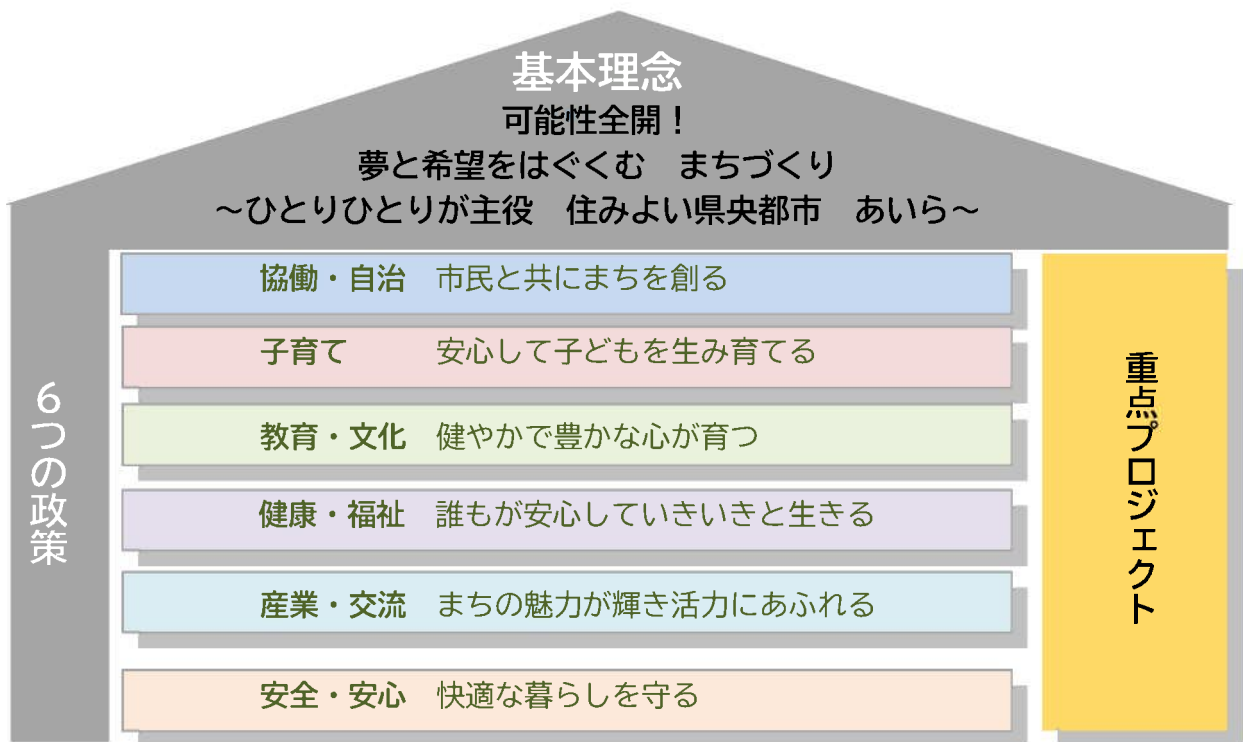 基本理念
可能性全開！
夢と希望をはぐくむ　まちづくり
～ひとりひとりが主役　住みよい県央都市　あいら～
6つの政策
協働・自治　市民と共にまちを創る
子育て　安心して子どもを生み育てる
教育・文化　健やかで豊かな心が育つ
健康・福祉　誰もが安心していきいきと生きる
産業・交流　まちの魅力が輝き活力にあふれる
安全・安心　快適な暮らしを守る
重点プロジェクト